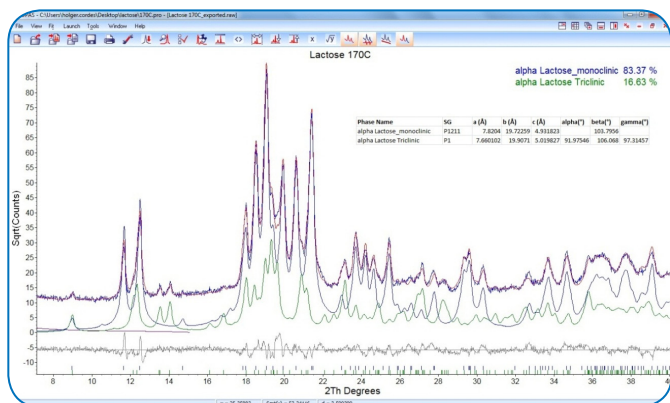 PAS - C:\Users\holger.cordes\Desktop\lactose\170C.pro - [Lactose 170C_exported.raw]
File View Fit Launch Tools Window Help
Lactose 170C
alpha Lactose_monoclinic 83.37 %
alpha Lactose Triclinic 16.63 %
Phase Name SG a (Å) b (Å) c (Å) alpha(°) beta(°) gamma(°)
alpha Lactose_monoclinic P1211 7.8204 19.72259 4.931823 103.7956
alpha Lactose Triclinic P1 7.660102 19.9071 5.019827 91.97546 106.068 97.31457
Sqrt(Counts)
85
80
75
70
65
60
55
50
45
40
35
30
25
20
15
10
5
0
-5
-10
8 10 12 14 16 18 20 22 24 26 28 30 32 34 36 38 40
2Th Degrees